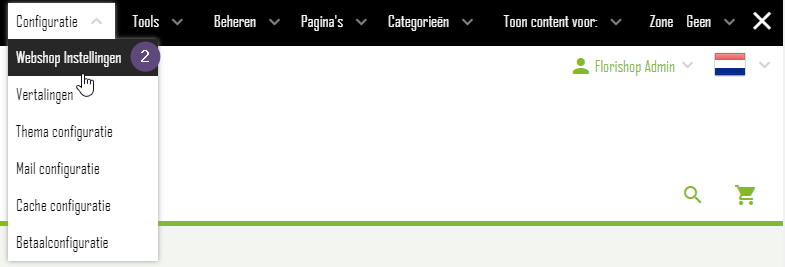 Configuratie Tools Beheren Pagina's Categorieën Toon content voor: Zone Geen
Webshop Instellingen 2
Florishop Admin
Vertalingen
Thema configuratie
Mail configuratie
Cache configuratie
Betaalconfiguratie